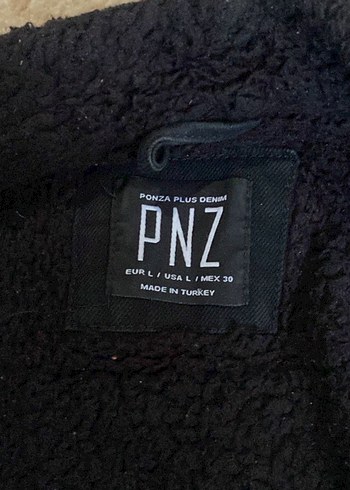 PONZA PLUS DENIM
PNZ
EUR L / USA L / MEX 30
MADE IN TURKEY